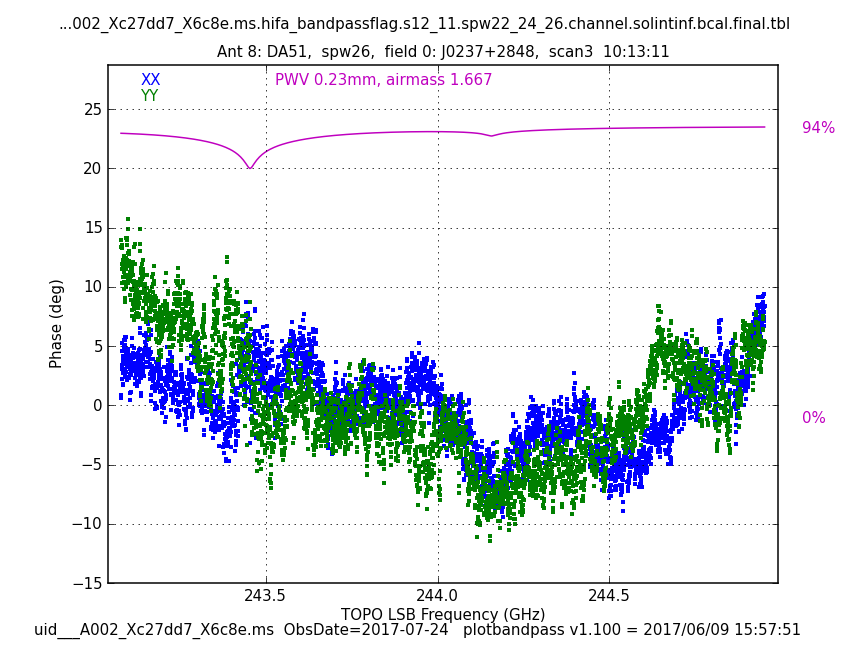 ...002_Xc27dd7_X6c8e.ms.hifa_bandpassflag.s12_11.spw22_24_26.channel.solintinf.bcal.final.tbl
Ant 8: DA51,  spw26,  field 0: J0237+2848,  scan3  10:13:11
XX
YY
PWV 0.23mm, airmass 1.667
94%
0%
25
20
15
10
5
0
−5
−10
−15
Phase (deg)
243.5
244.0
244.5
TOPO LSB Frequency (GHz)
uid___A002_Xc27dd7_X6c8e.ms  ObsDate=2017-07-24   plotbandpass v1.100 = 2017/06/09 15:57:51